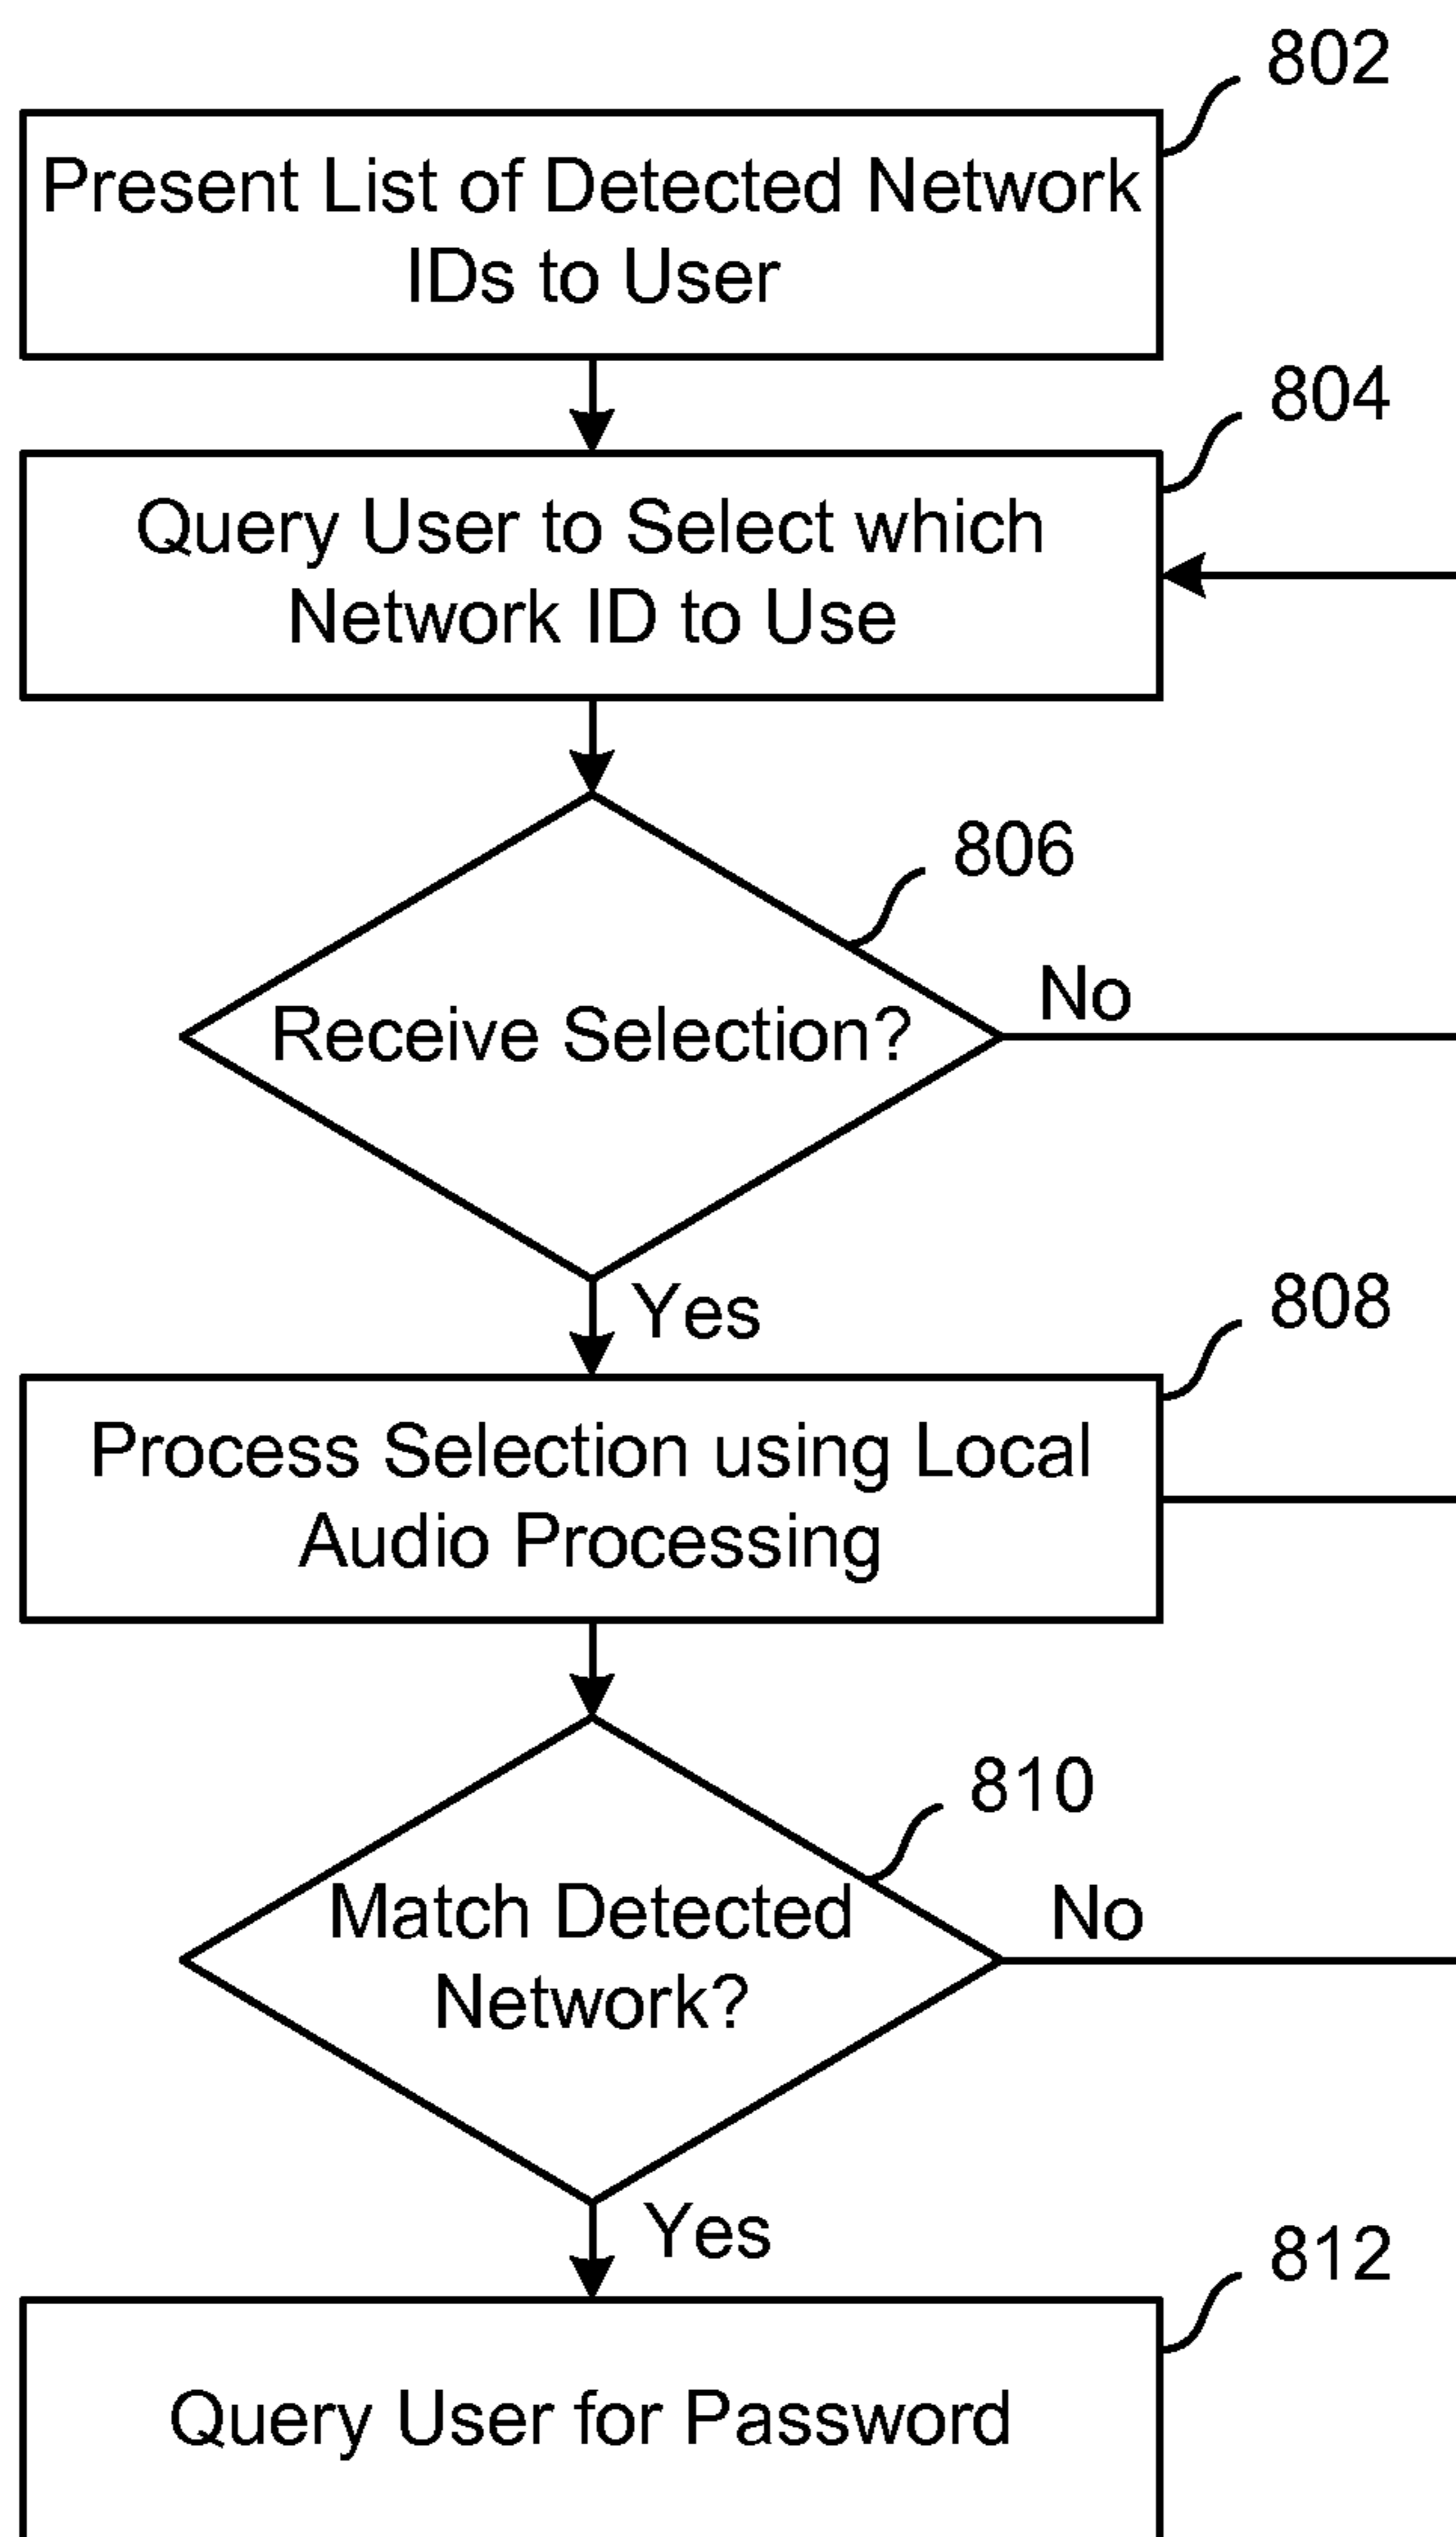 802
Present List of Detected Network
IDs to User
804
Query User to Select which
Network ID to Use
806
Receive Selection?
No
Yes
808
Process Selection using Local
Audio Processing
810
Match Detected
Network?
No
Yes
812
Query User for Password